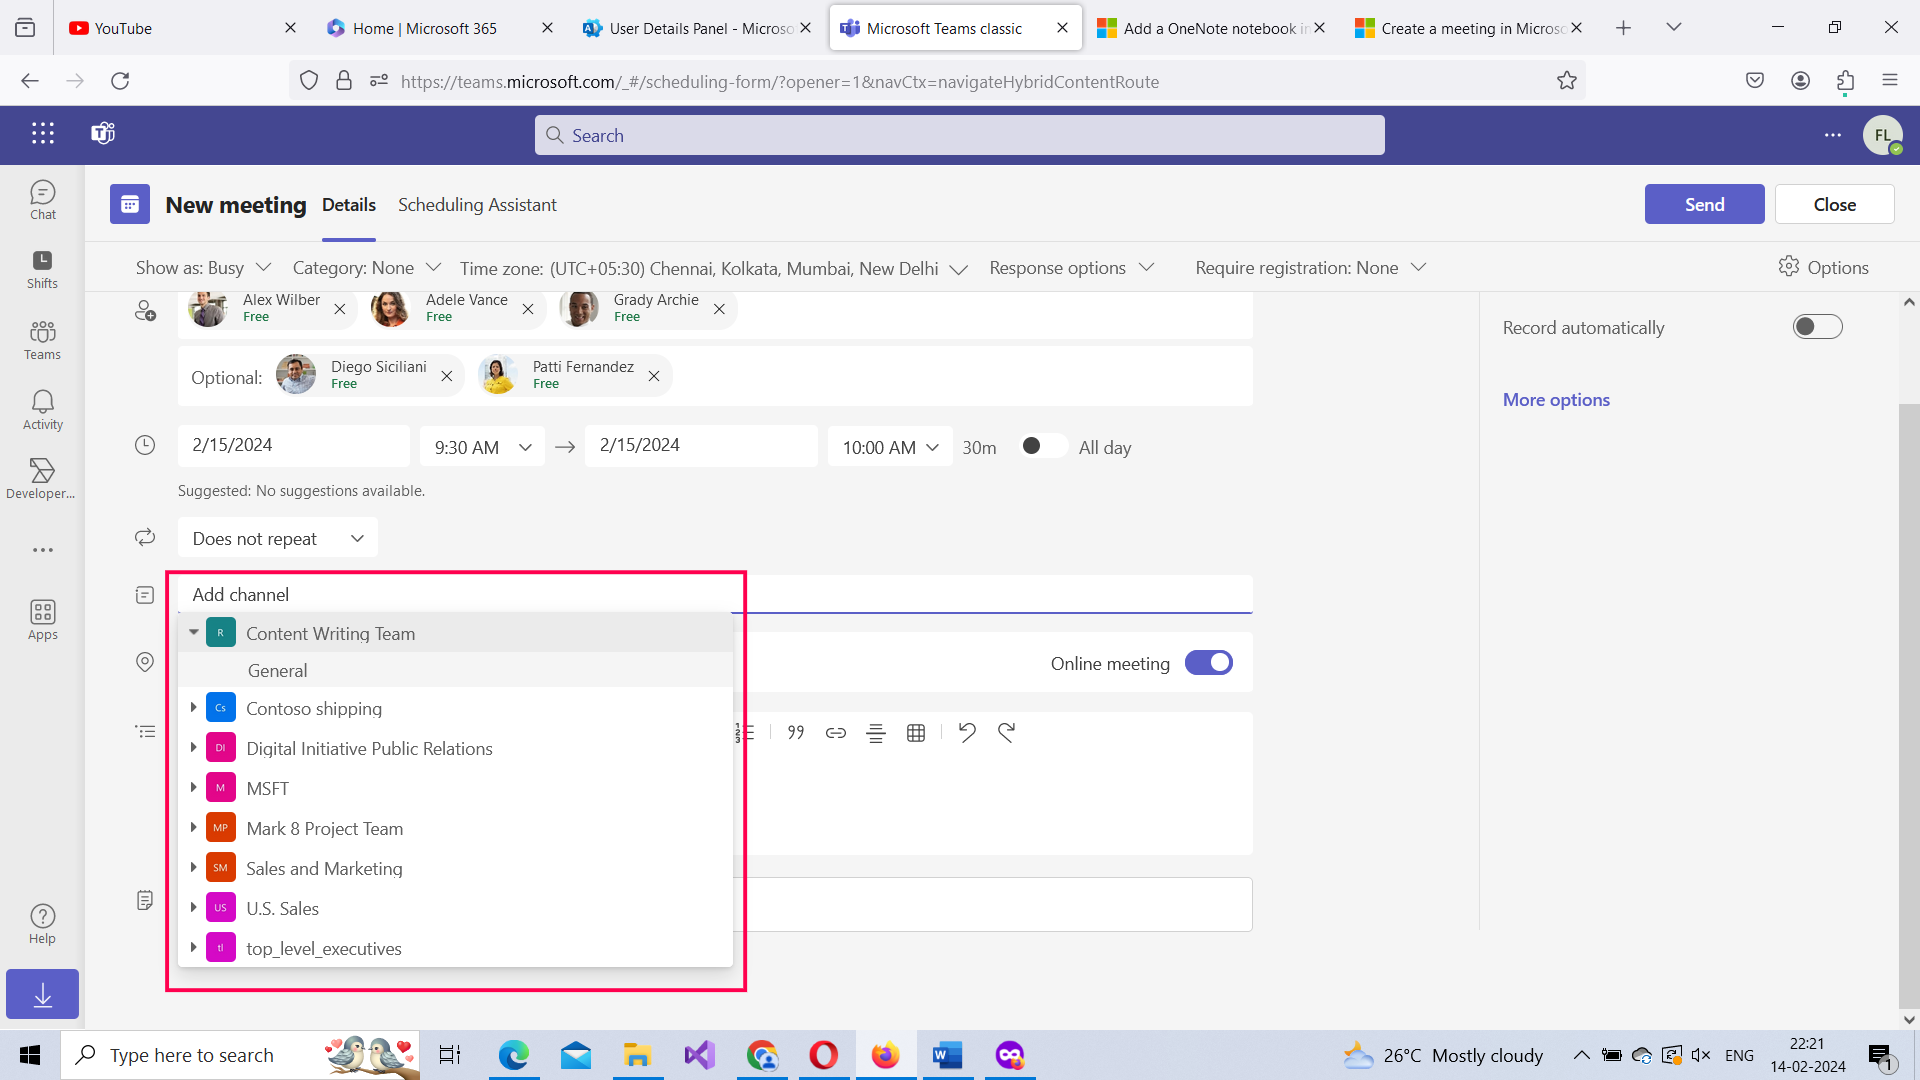 YouTube
Home | Microsoft 365
User Details Panel - Microso
Microsoft Teams classic
Add a OneNote notebook in
Create a meeting in Microso
https://teams.microsoft.com/_#/scheduling-form/?opener=1&navCtx=navigateHybridContentRoute
Search
FL
Chat
Shifts
Teams
Activity
Developer...
Apps
Help
New meeting
Details
Scheduling Assistant
Send
Close
Show as: Busy
Category: None
Time zone: (UTC+05:30) Chennai, Kolkata, Mumbai, New Delhi
Response options
Require registration: None
Options
Alex Wilber
Free
Adele Vance
Free
Grady Archie
Free
Optional:
Diego Siciliani
Free
Patti Fernandez
Free
2/15/2024
9:30 AM
2/15/2024
10:00 AM
30m
All day
Suggested: No suggestions available.
Does not repeat
Add channel
R Content Writing Team
General
Cs Contoso shipping
DI Digital Initiative Public Relations
M MSFT
MP Mark 8 Project Team
SM Sales and Marketing
US U.S. Sales
tl top_level_executives
Online meeting
Record automatically
More options
Type here to search
26°C Mostly cloudy
ENG
22:21
14-02-2024
1